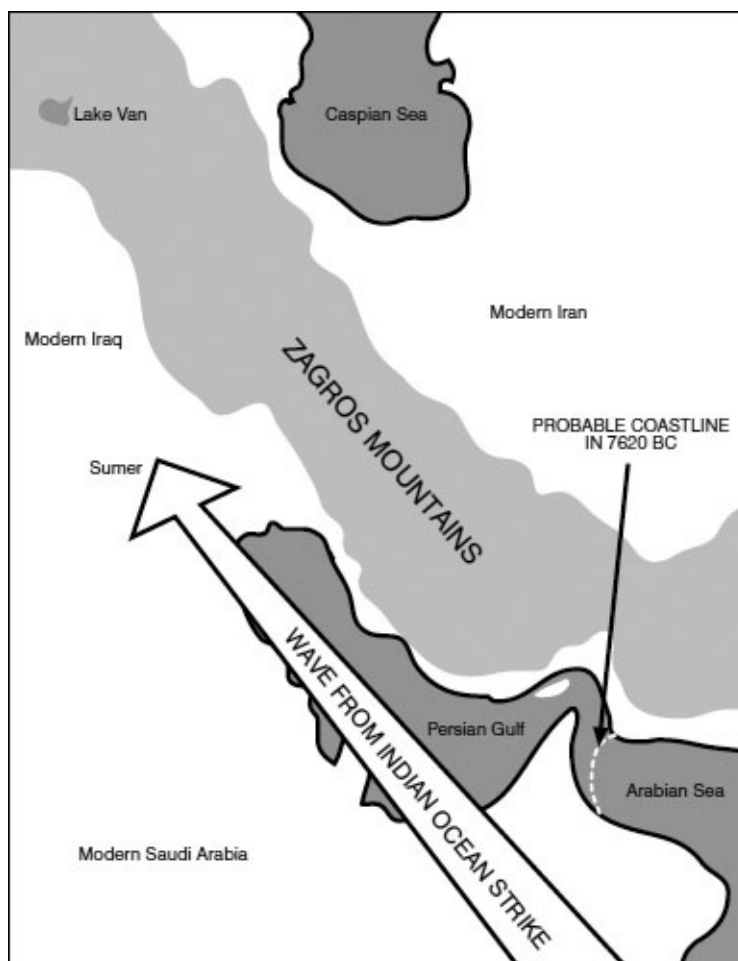 Lake Van
Caspian Sea
Modern Iran
Modern Iraq
ZAGROS MOUNTAINS
PROBABLE COASTLINE
IN 7620 BC
Sumer
WAVE FROM INDIAN OCEAN STRIKE
Persian Gulf
Arabian Sea
Modern Saudi Arabia